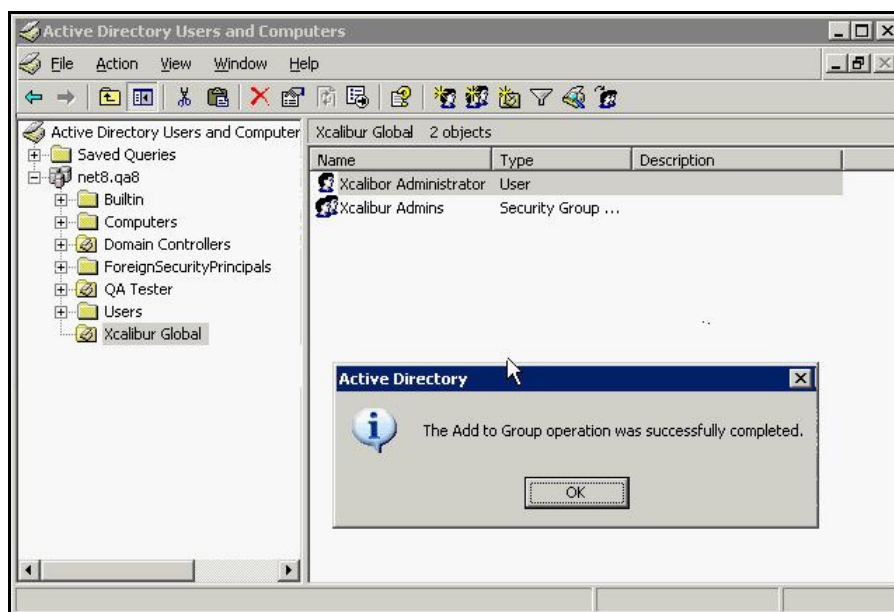 Active Directory Users and Computers
File Action View Window Help
Active Directory Users and Computer
Saved Queries
net8.qa8
Builtin
Computers
Domain Controllers
ForeignSecurityPrincipals
QA Tester
Users
Xcalibur Global
Xcalibur Global 2 objects
Name Type Description
Xcalibor Administrator User
Xcalibur Admins Security Group ...
Active Directory
The Add to Group operation was successfully completed.
OK